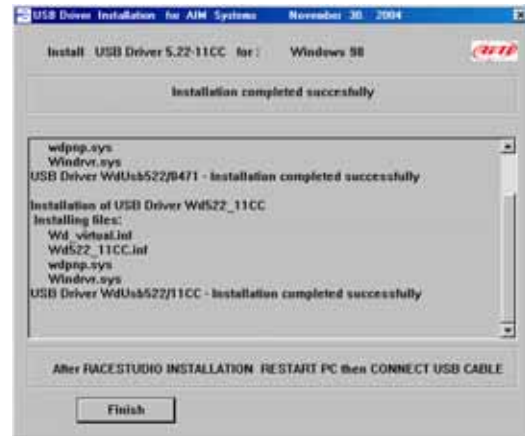 USB Driver Installation for AIM Systems November 30, 2004
Install USB Driver 5.22-11CC for : Windows 98
Installation completed succesfully
wdpnp.sys
Windrvr.sys
USB Driver WdUsb522/0471 - Installation completed successfully
Installation of USB Driver Wd522_11CC
Installing files:
Wd_virtual.inf
Wd522_11CC.inf
wdpnp.sys
Windrvr.sys
USB Driver WdUsb522/11CC - Installation completed successfully
After RACESTUDIO INSTALLATION RESTART PC then CONNECT USB CABLE
Finish